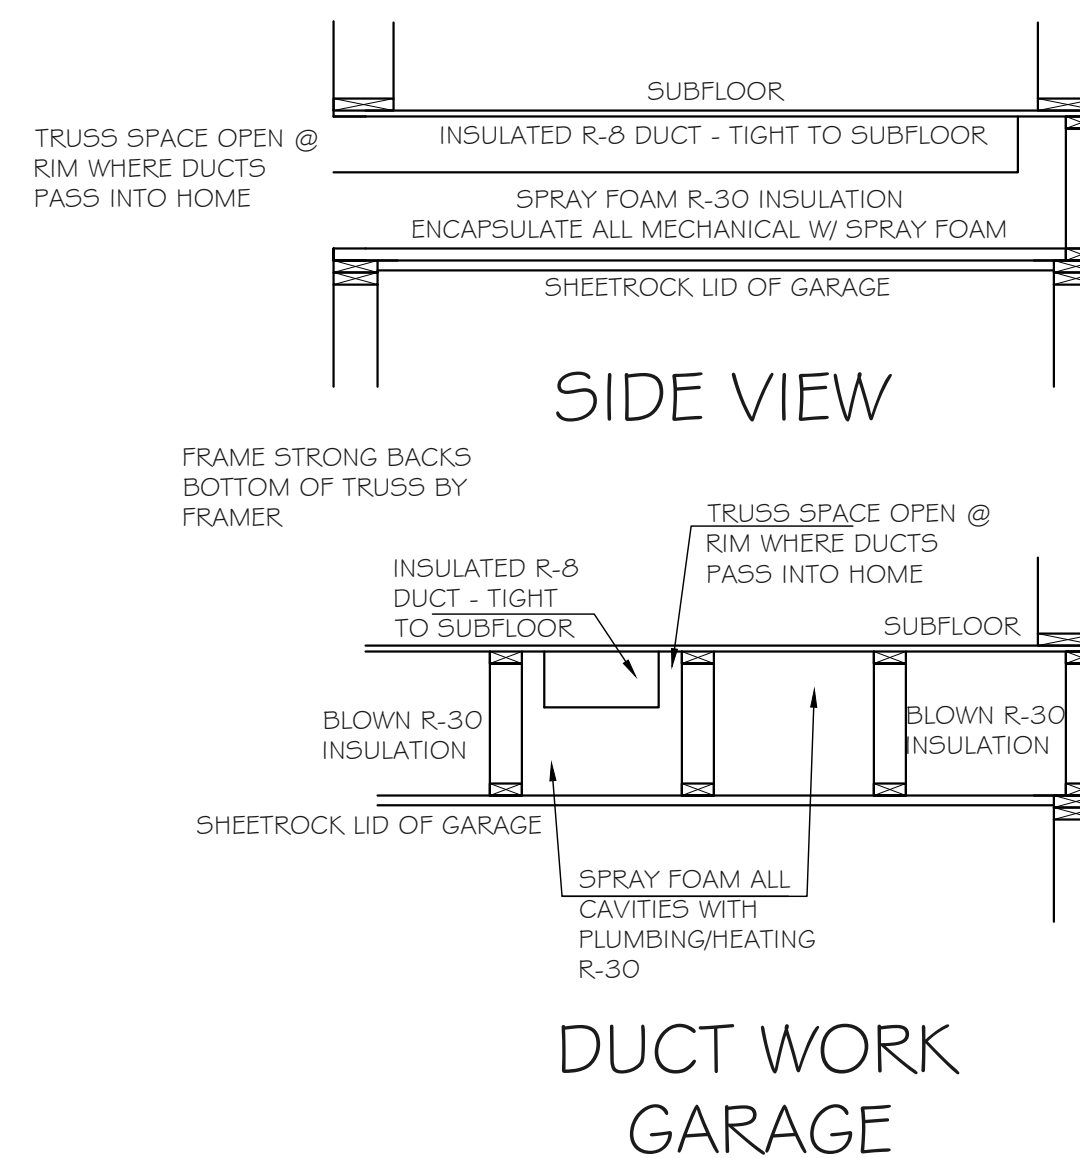 SUBFLOOR
INSULATED R-8 DUCT - TIGHT TO SUBFLOOR
TRUSS SPACE OPEN @
RIM WHERE DUCTS
PASS INTO HOME
SPRAY FOAM R-30 INSULATION
ENCAPSULATE ALL MECHANICAL W/ SPRAY FOAM
SHEETROCK LID OF GARAGE
SIDE VIEW
FRAME STRONG BACKS
BOTTOM OF TRUSS BY
FRAMER
TRUSS SPACE OPEN @
RIM WHERE DUCTS
PASS INTO HOME
INSULATED R-8
DUCT - TIGHT
TO SUBFLOOR
SUBFLOOR
BLOWN R-30
INSULATION
BLOWN R-30
INSULATION
SHEETROCK LID OF GARAGE
SPRAY FOAM ALL
CAVITIES WITH
PLUMBING/HEATING
R-30
DUCT WORK
GARAGE